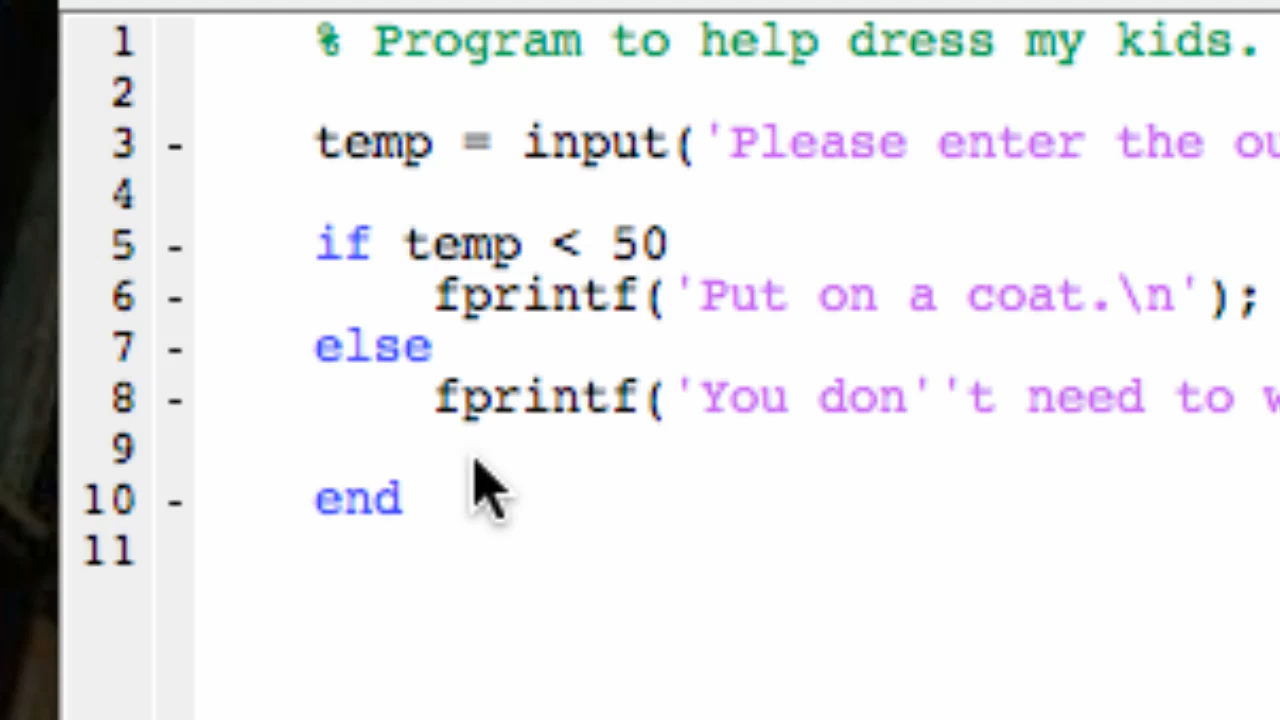 1 % Program to help dress my kids.
2
3 - temp = input('Please enter the
4
5 - if temp < 50
6 - fprintf('Put on a coat.\n');
7 - else
8 - fprintf('You don''t need to
9
10 - end
11